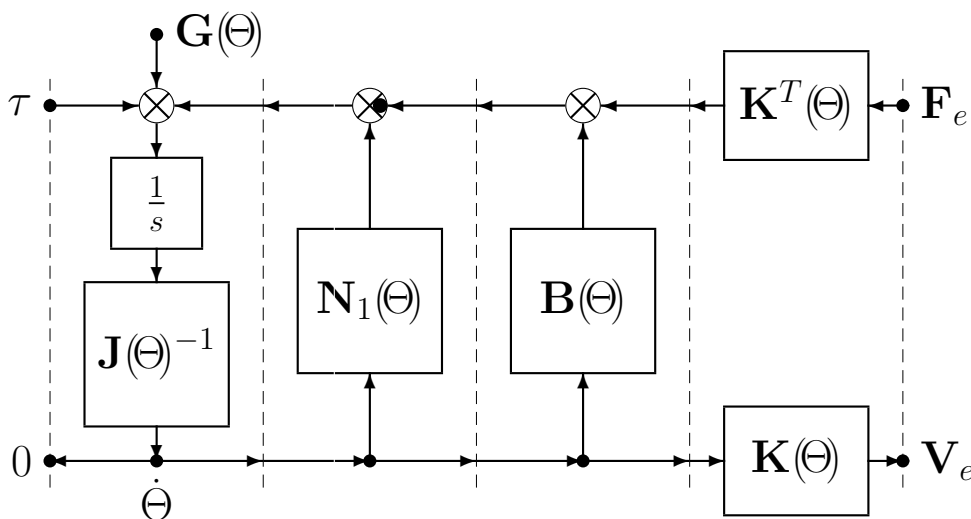 G(Θ)
τ
K^T(Θ)
F_e
1/s
N_1(Θ)
B(Θ)
J(Θ)^{-1}
0
K(Θ)
V_e
Θ̇